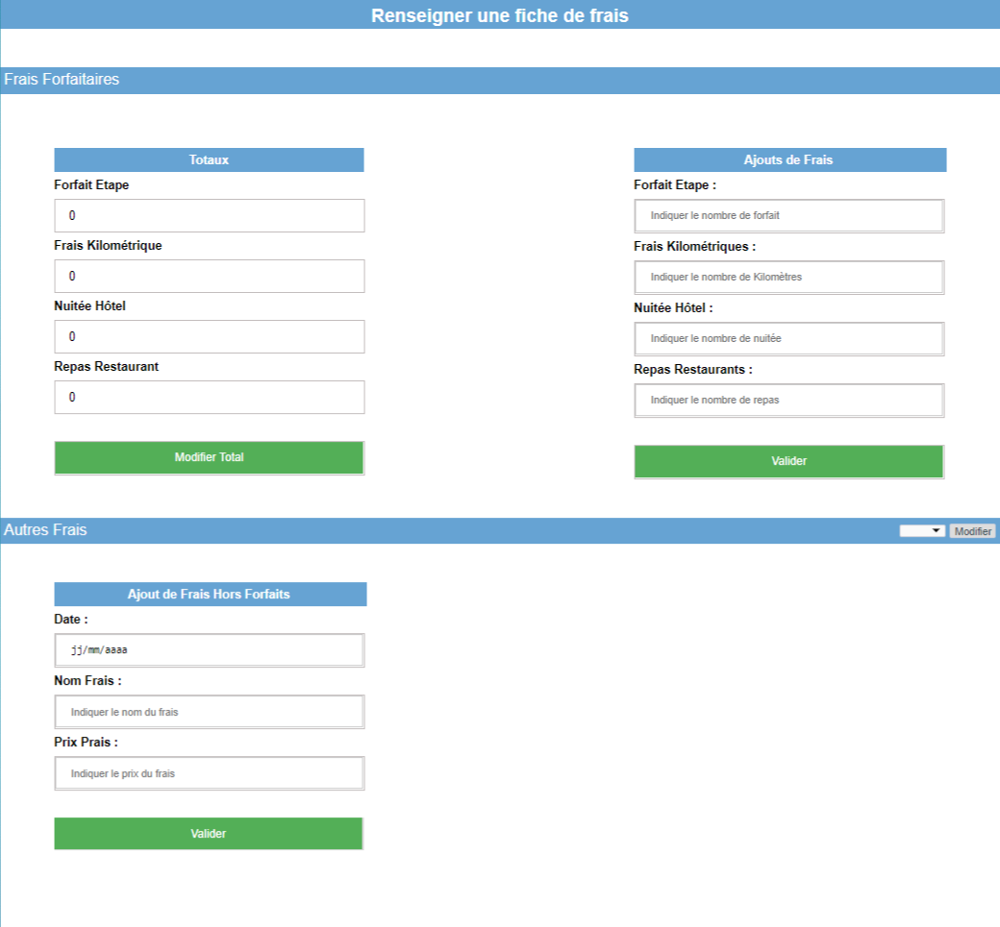 Renseigner une fiche de frais
Frais Forfaitaires
Totaux
Forfait Etape
0
Frais Kilométrique
0
Nuitée Hôtel
0
Repas Restaurant
0
Modifier Total
Ajouts de Frais
Forfait Etape :
Indiquer le nombre de forfait
Frais Kilométriques :
Indiquer le nombre de Kilomètres
Nuitée Hôtel :
Indiquer le nombre de nuitée
Repas Restaurants :
Indiquer le nombre de repas
Valider
Autres Frais
Modifier
Ajout de Frais Hors Forfaits
Date :
jj/mm/aaaa
Nom Frais :
Indiquer le nom du frais
Prix Prais :
Indiquer le prix du frais
Valider